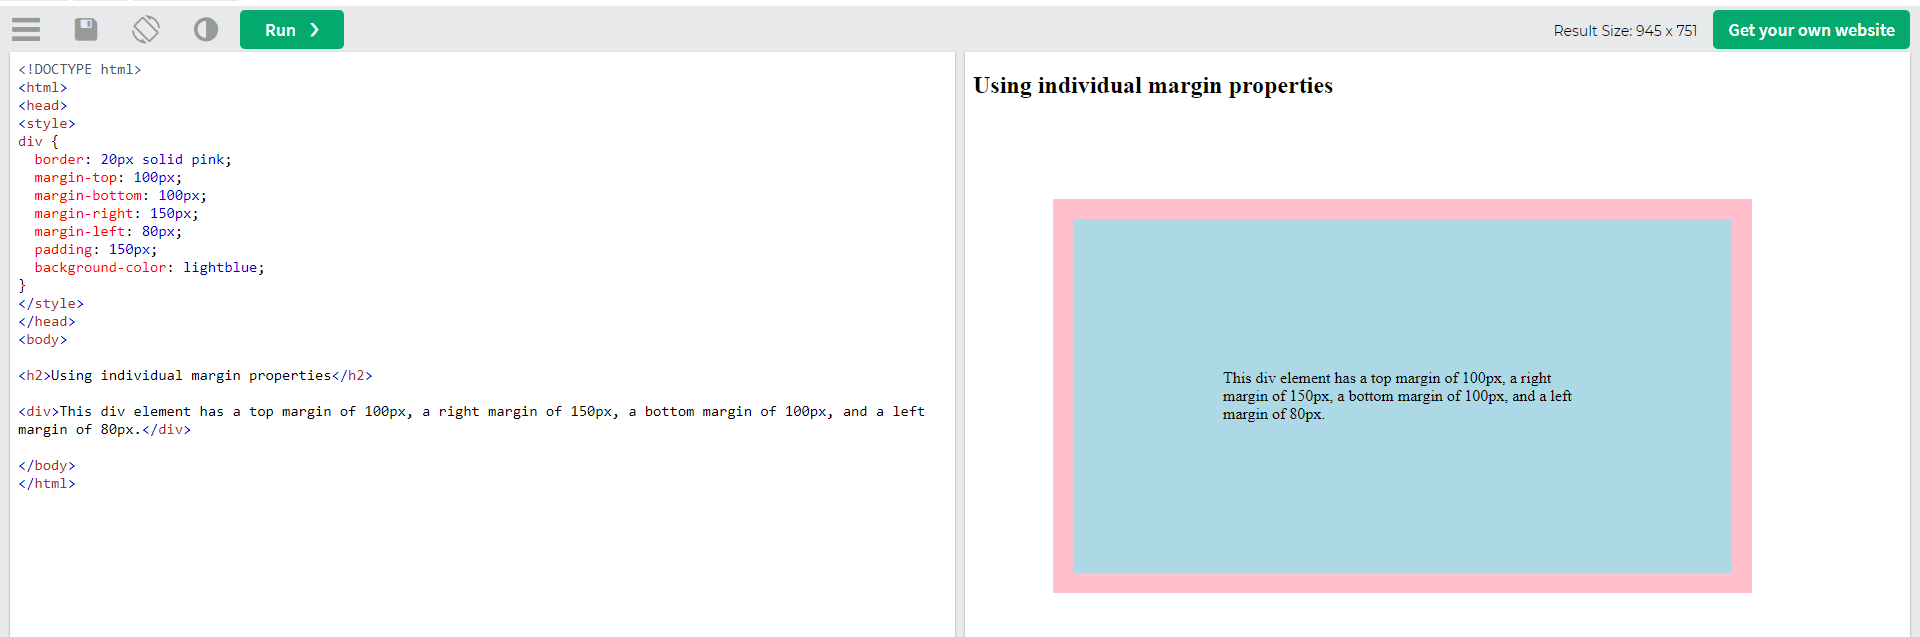 Run ❯
Result Size: 945 x 751
Get your own website
<!DOCTYPE html>
<html>
<head>
<style>
div {
  border: 20px solid pink;
  margin-top: 100px;
  margin-bottom: 100px;
  margin-right: 150px;
  margin-left: 80px;
  padding: 150px;
  background-color: lightblue;
}
</style>
</head>
<body>

<h2>Using individual margin properties</h2>

<div>This div element has a top margin of 100px, a right margin of 150px, a bottom margin of 100px, and a left
margin of 80px.</div>

</body>
</html>
Using individual margin properties
This div element has a top margin of 100px, a right
margin of 150px, a bottom margin of 100px, and a left
margin of 80px.